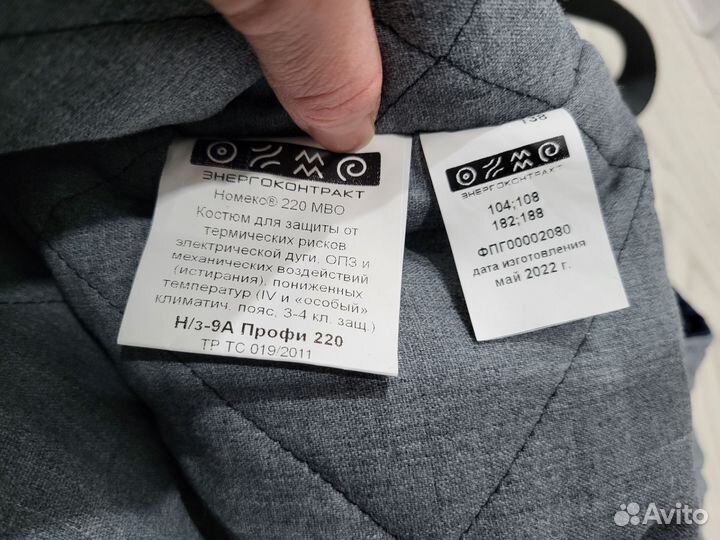 ЭНЕРГОКОНТРАКТ
Номекс® 220 МВО
Костюм для защиты от
термических рисков
электрической дуги, ОПЗ и
механических воздействий
(истирания), пониженных
температур (IV и «особый»
климатич. пояс, 3-4 кл. защ.)
Н/з-9А Профи 220
ТР ТС 019/2011
138
ЭНЕРГОКОНТРАКТ
104;108
182;188
ФПГ00002080
дата изготовления
май 2022 г.
Avito